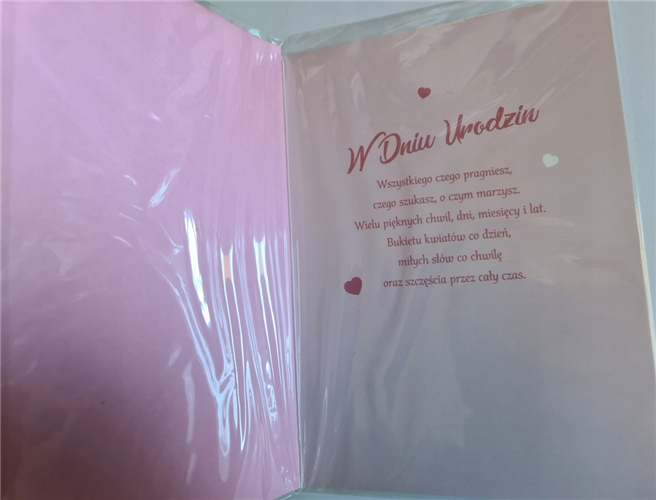 W Dniu Urodzin
Wszystkiego czego pragniesz,
czego szukasz, o czym marzysz.
Wielu pięknych chwil, dni, miesięcy i lat.
Bukietu kwiatów co dzień,
miłych słów co chwilę
oraz szczęścia przez cały czas.